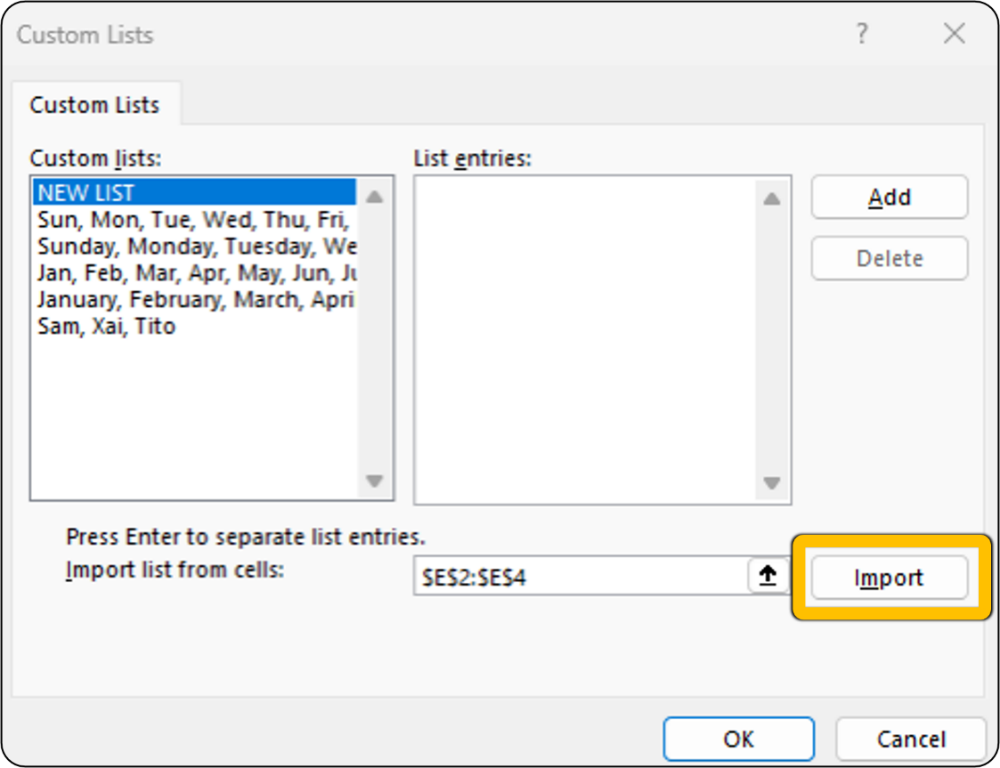 Custom Lists
?
Custom Lists
Custom lists:
NEW LIST
Sun, Mon, Tue, Wed, Thu, Fri,
Sunday, Monday, Tuesday, We
Jan, Feb, Mar, Apr, May, Jun, Ju
January, February, March, April
Sam, Xai, Tito
List entries:
Add
Delete
Press Enter to separate list entries.
Import list from cells:
$E$2:$E$4
Import
OK
Cancel